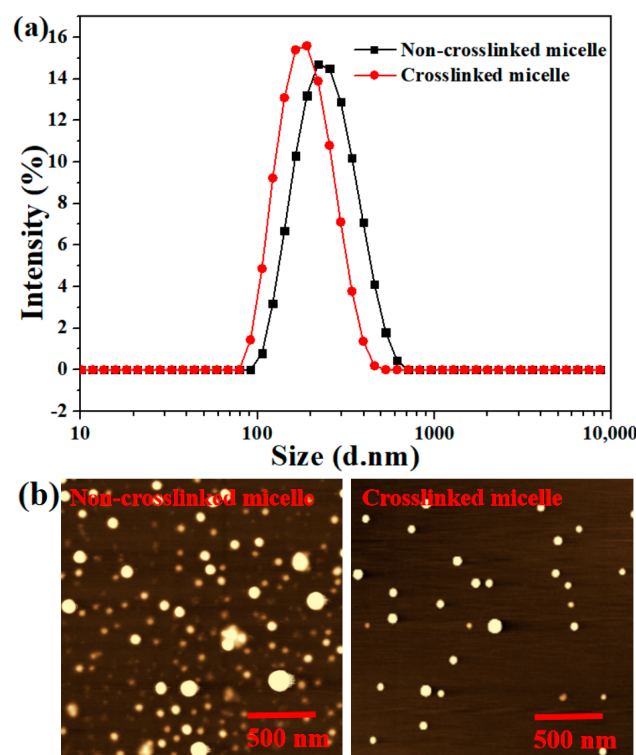 (a)
16
14
12
10
8
6
4
2
0
-2
Intensity (%)
Non-crosslinked micelle
Crosslinked micelle
10 100 1000 10,000
Size (d.nm)
(b)
Non-crosslinked micelle
500 nm
Crosslinked micelle
500 nm